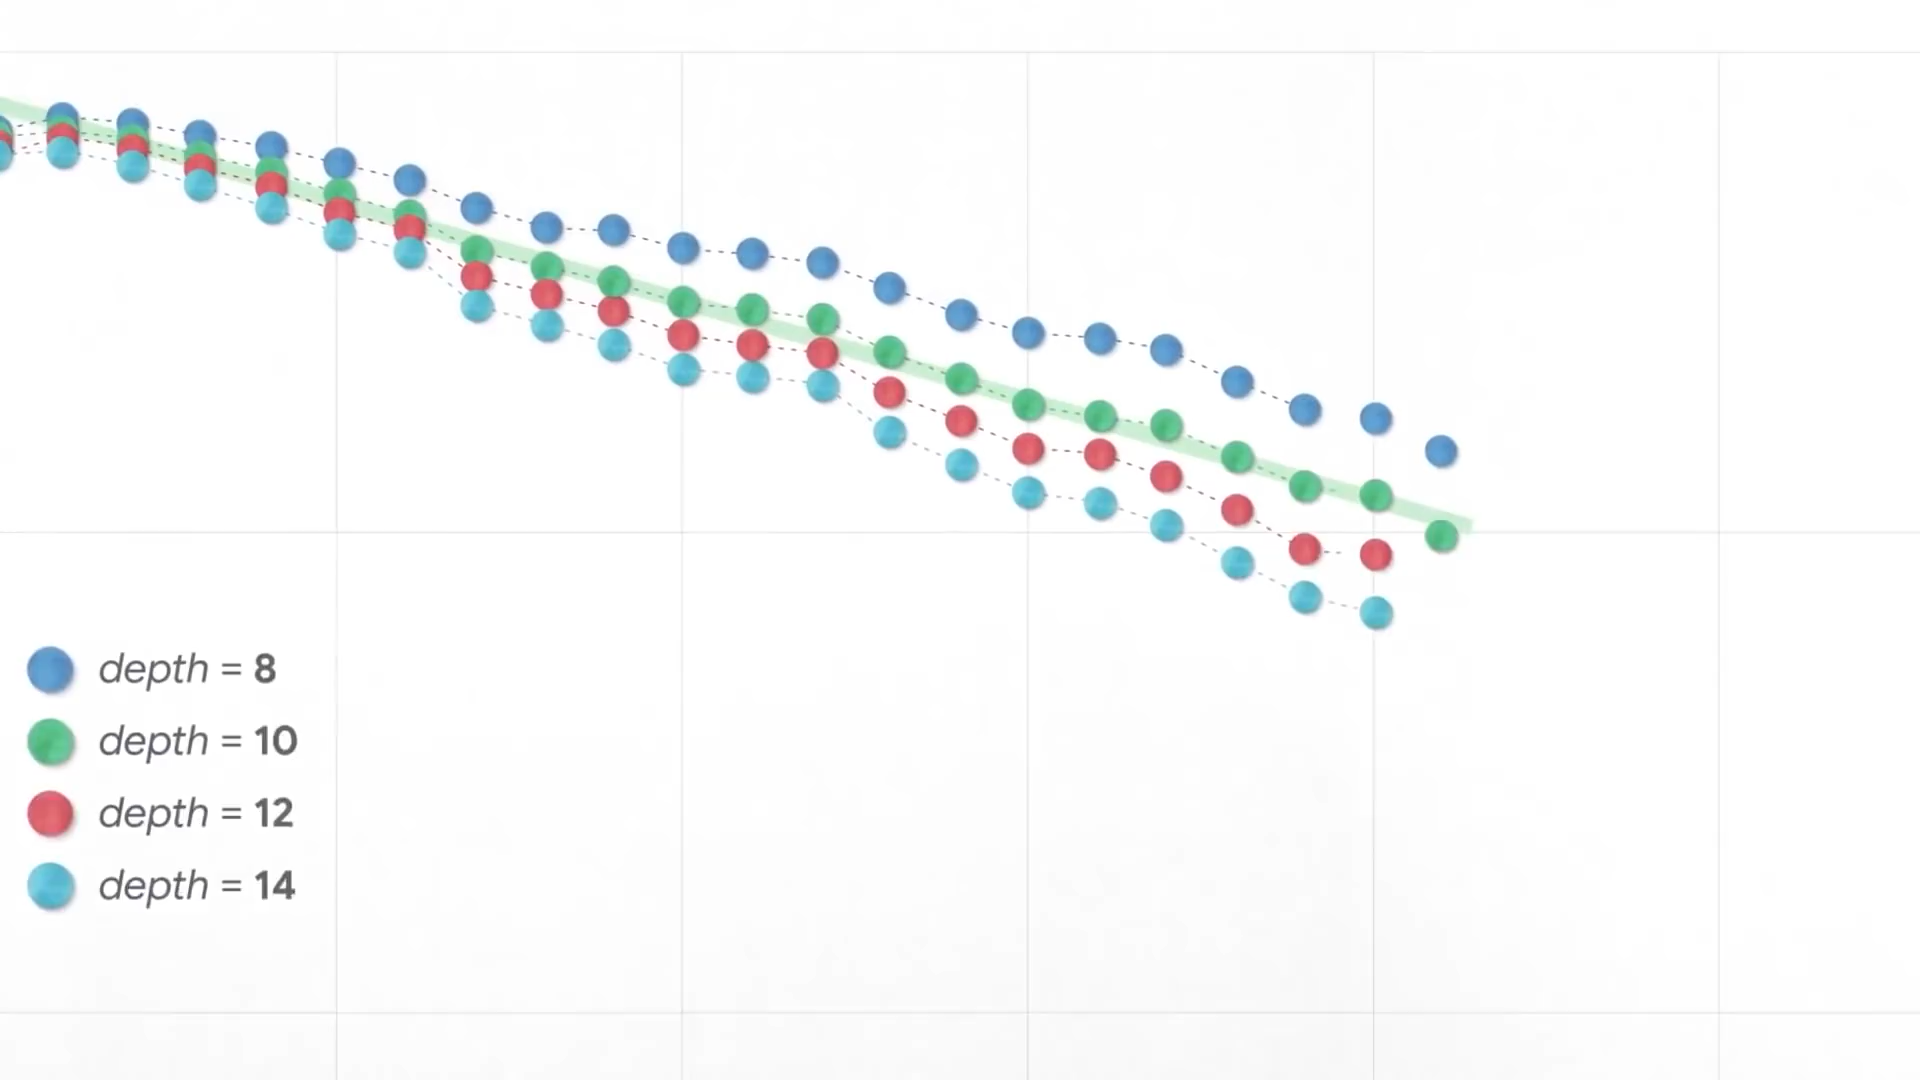 depth = 8
depth = 10
depth = 12
depth = 14